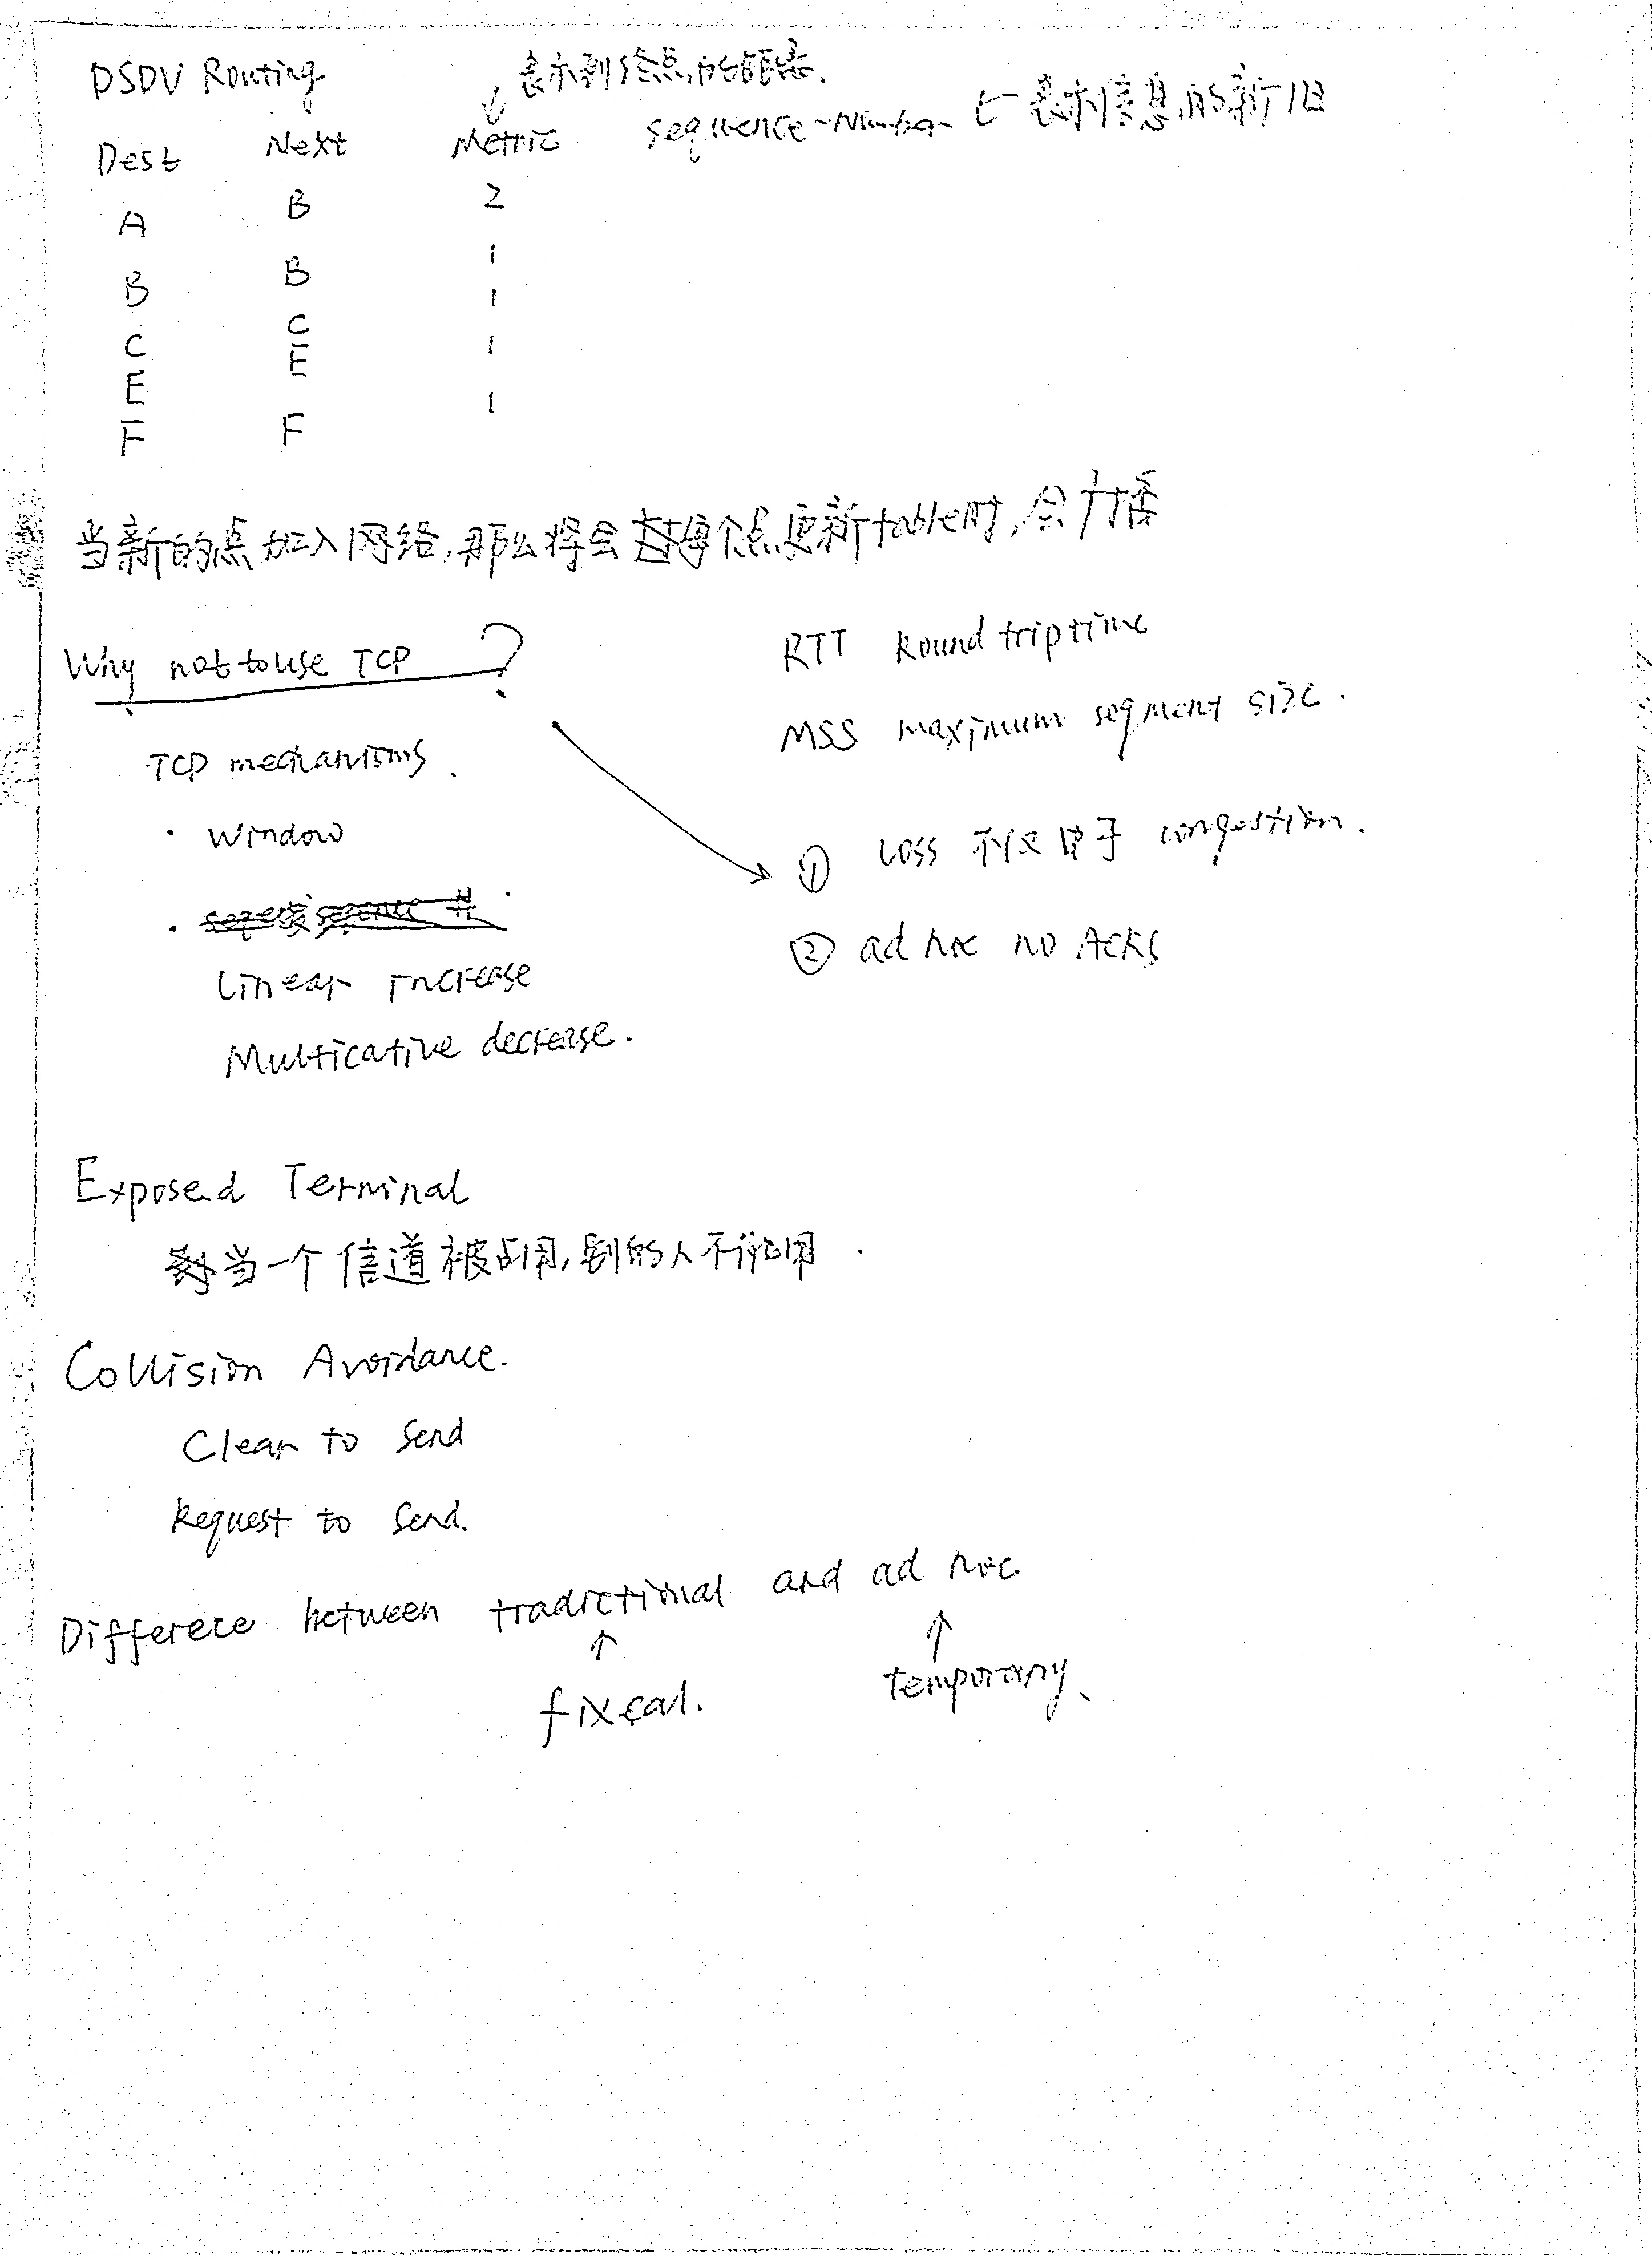 DSDV Routing
表示到终点的距离.
Dest Next Metric sequence-Number ← 表示信息的新旧
A B 2
B B 1
C C 1
E E 1
F F 1
当新的点加入网络,那么将会 每个点更新table时,会广播
Why not to use TCP ?
RTT Round trip time
MSS maximum segment size.
TCP mechanisms.
· Window
① Loss 不仅由于 congestion.
② ad hoc no Acks
Linear Increase
Multicative decrease.
Exposed Terminal
当一个信道被占用,别的人不能用.
Collision Avoidance.
Clear to Send
Request to Send.
Differece between tradictional and ad hoc.
↑ ↑
fixed. temporary.